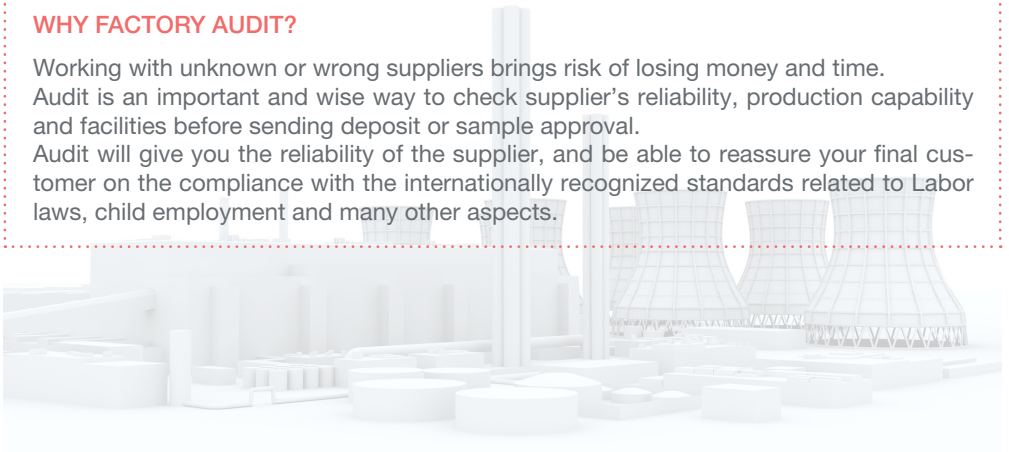 WHY FACTORY AUDIT?
Working with unknown or wrong suppliers brings risk of losing money and time.
Audit is an important and wise way to check supplier's reliability, production capability
and facilities before sending deposit or sample approval.
Audit will give you the reliability of the supplier, and be able to reassure your final cus-
tomer on the compliance with the internationally recognized standards related to Labor
laws, child employment and many other aspects.